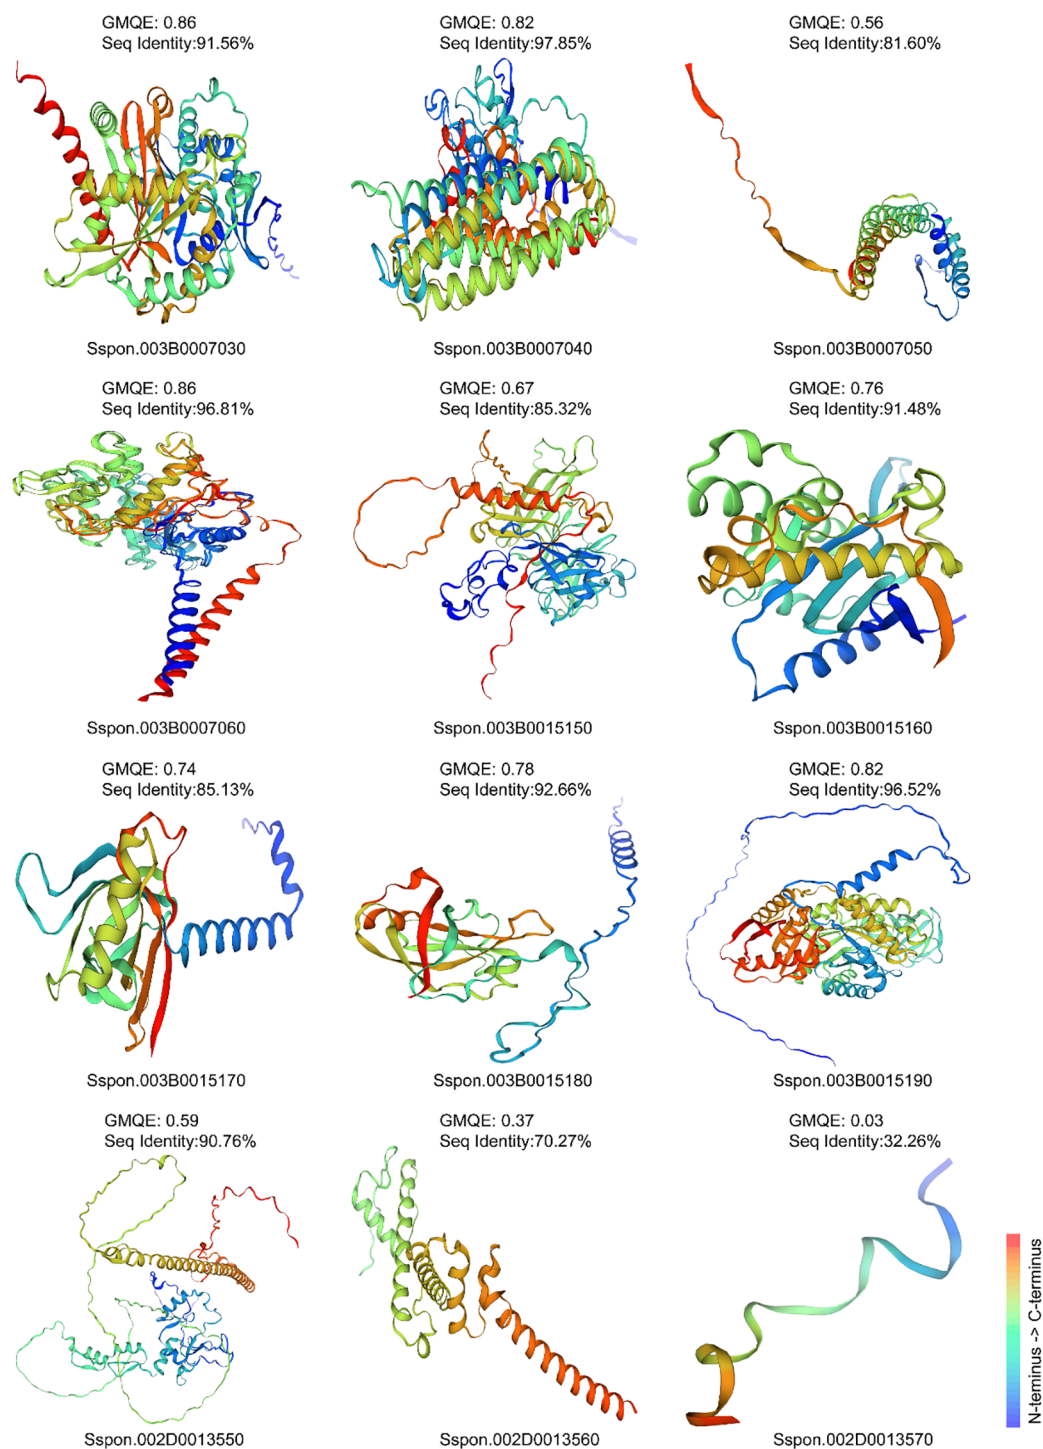 GMQE: 0.86
Seq Identity:91.56%
GMQE: 0.82
Seq Identity:97.85%
GMQE: 0.56
Seq Identity:81.60%
Sspon.003B0007030
Sspon.003B0007040
Sspon.003B0007050
GMQE: 0.86
Seq Identity:96.81%
GMQE: 0.67
Seq Identity:85.32%
GMQE: 0.76
Seq Identity:91.48%
Sspon.003B0007060
Sspon.003B0015150
Sspon.003B0015160
GMQE: 0.74
Seq Identity:85.13%
GMQE: 0.78
Seq Identity:92.66%
GMQE: 0.82
Seq Identity:96.52%
Sspon.003B0015170
Sspon.003B0015180
Sspon.003B0015190
GMQE: 0.59
Seq Identity:90.76%
GMQE: 0.37
Seq Identity:70.27%
GMQE: 0.03
Seq Identity:32.26%
Sspon.002D0013550
Sspon.002D0013560
Sspon.002D0013570
N-teminus -> C-terminus